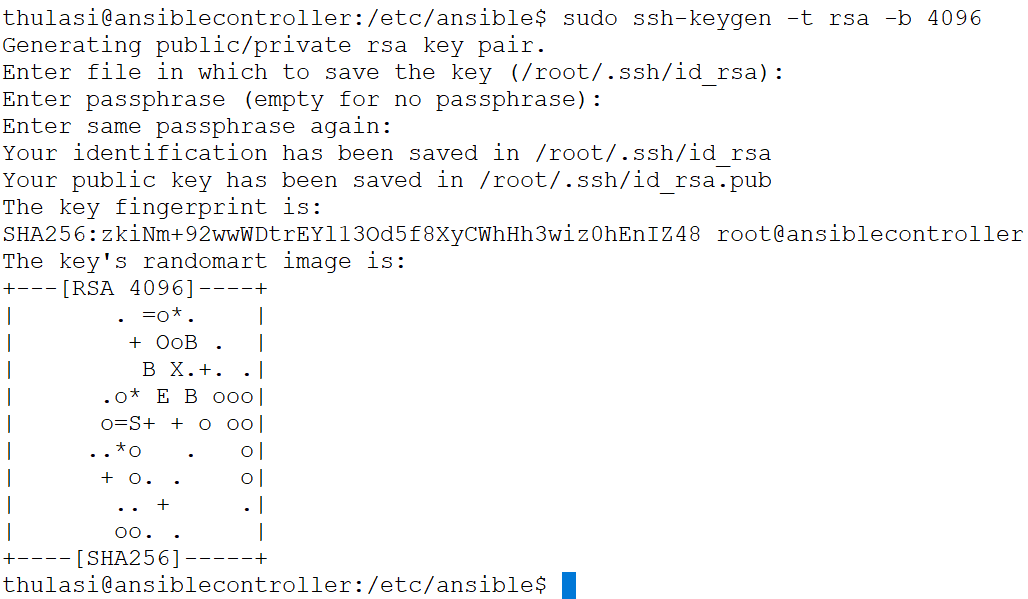 thulasi@ansiblecontroller:/etc/ansible$ sudo ssh-keygen -t rsa -b 4096
Generating public/private rsa key pair.
Enter file in which to save the key (/root/.ssh/id_rsa):
Enter passphrase (empty for no passphrase):
Enter same passphrase again:
Your identification has been saved in /root/.ssh/id_rsa
Your public key has been saved in /root/.ssh/id_rsa.pub
The key fingerprint is:
SHA256:zkiNm+92wwWDtrEYl13Od5f8XyCWhHh3wiz0hEnIZ48 root@ansiblecontroller
The key's randomart image is:
+---[RSA 4096]----+
|       . =o*.    |
|        + OoB .  |
|         B X.+. .|
|      .o* E B ooo|
|      o=S+ + o oo|
|     ..*o   .   o|
|      + o. .    o|
|       .. +     .|
|       oo. .     |
+----[SHA256]-----+
thulasi@ansiblecontroller:/etc/ansible$